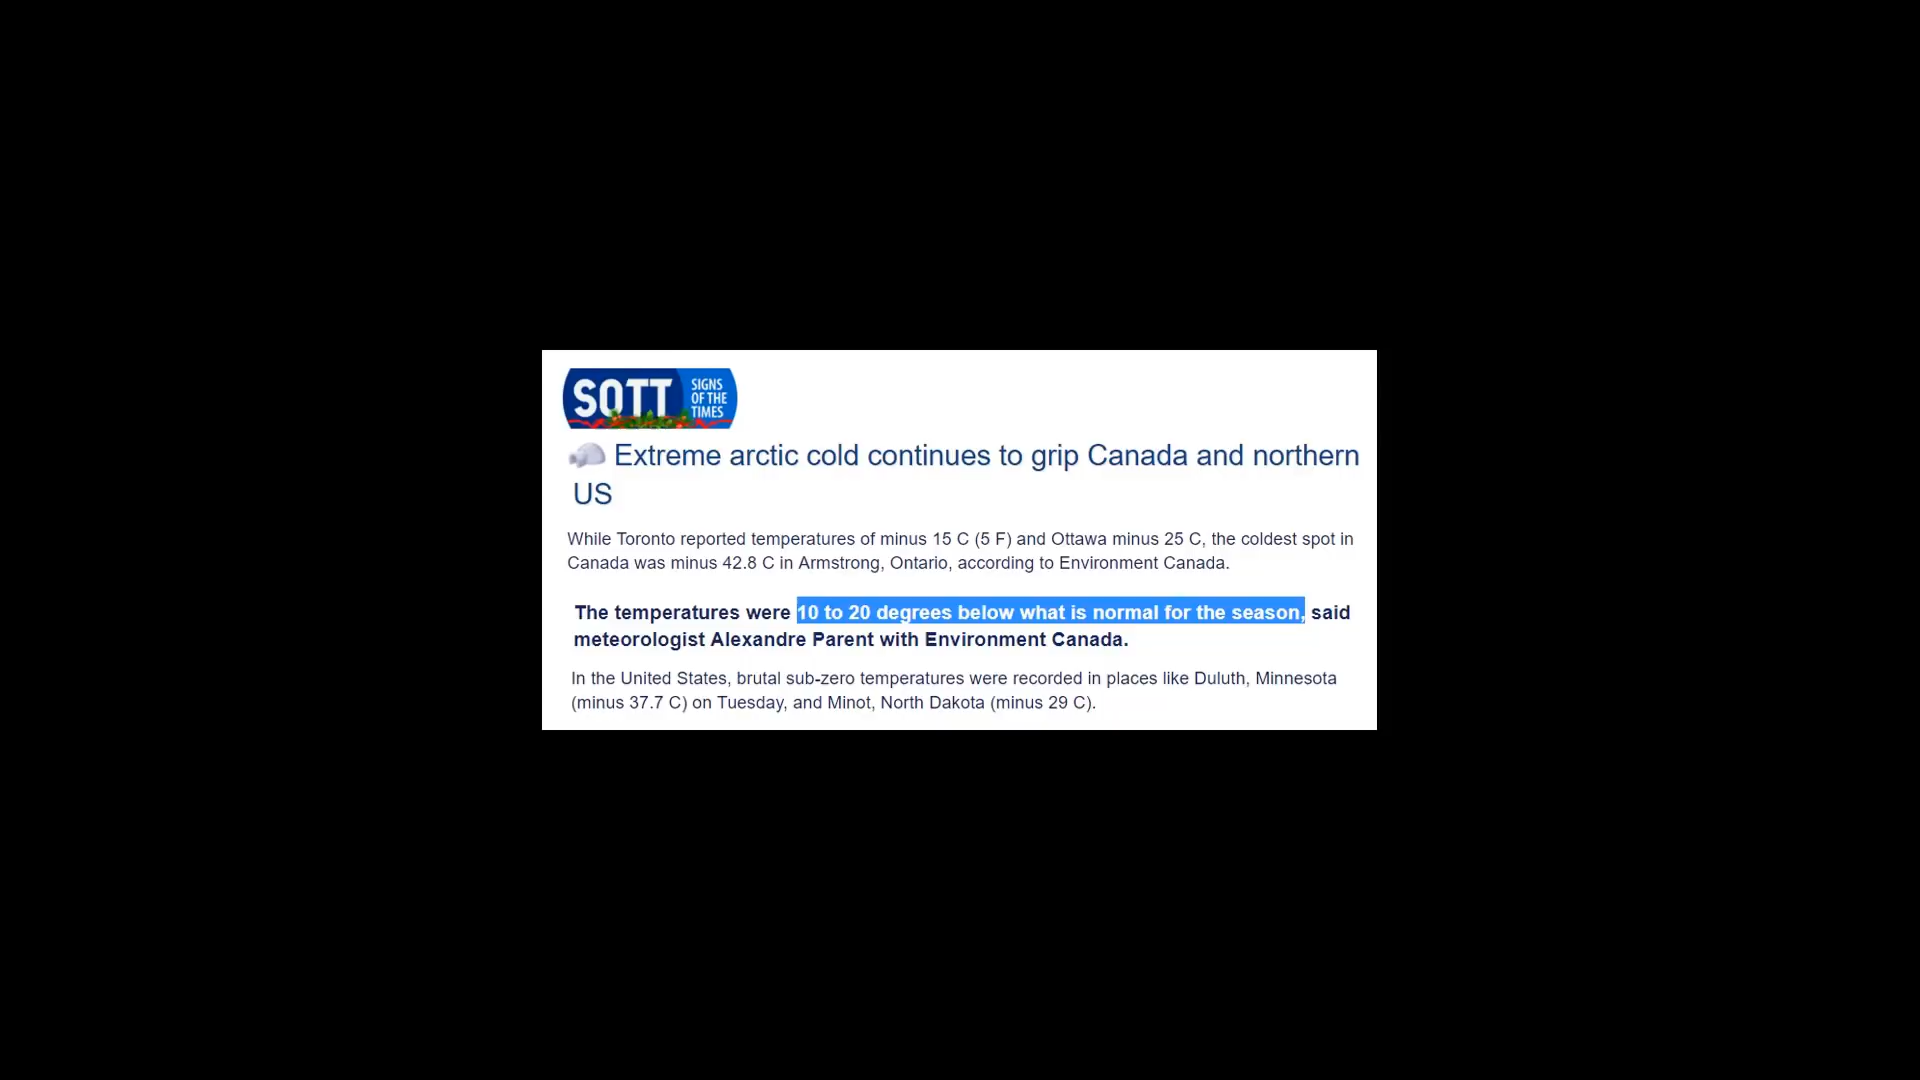 SOTT SIGNS
OF THE
TIMES
Extreme arctic cold continues to grip Canada and northern
US
While Toronto reported temperatures of minus 15 C (5 F) and Ottawa minus 25 C, the coldest spot in
Canada was minus 42.8 C in Armstrong, Ontario, according to Environment Canada.
The temperatures were 10 to 20 degrees below what is normal for the season, said
meteorologist Alexandre Parent with Environment Canada.
In the United States, brutal sub-zero temperatures were recorded in places like Duluth, Minnesota
(minus 37.7 C) on Tuesday, and Minot, North Dakota (minus 29 C).